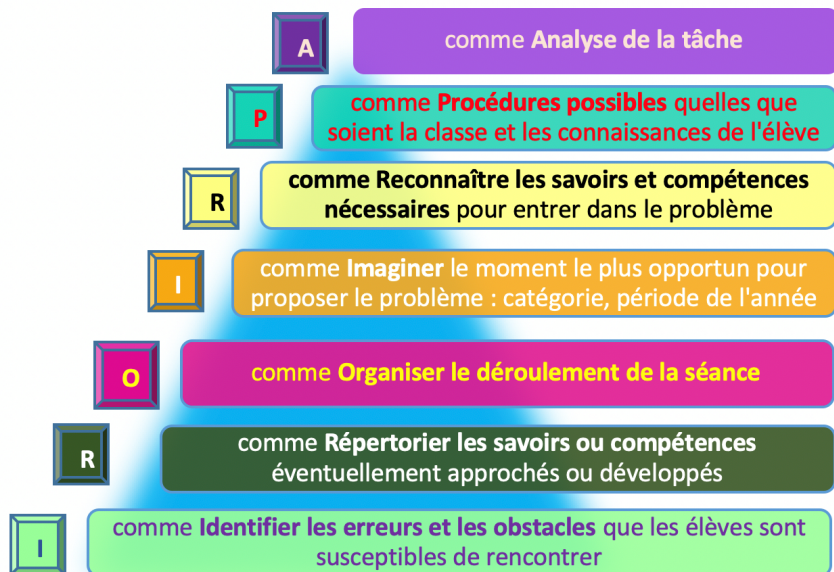 A
comme Analyse de la tâche
P
comme Procédures possibles quelles que
soient la classe et les connaissances de l'élève
R
comme Reconnaître les savoirs et compétences
nécessaires pour entrer dans le problème
I
comme Imaginer le moment le plus opportun pour
proposer le problème : catégorie, période de l'année
O
comme Organiser le déroulement de la séance
R
comme Répertorier les savoirs ou compétences
éventuellement approchés ou développés
I
comme Identifier les erreurs et les obstacles que les élèves sont
susceptibles de rencontrer